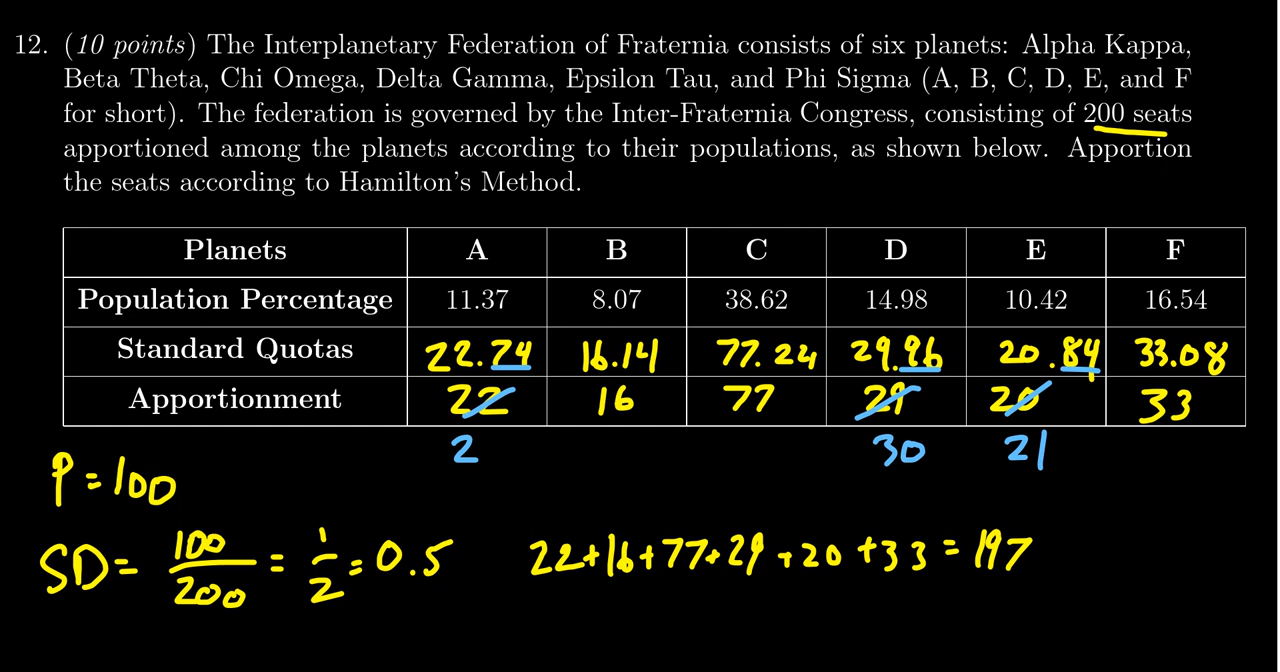 12. (10 points) The Interplanetary Federation of Fraternia consists of six planets: Alpha Kappa,
Beta Theta, Chi Omega, Delta Gamma, Epsilon Tau, and Phi Sigma (A, B, C, D, E, and F
for short). The federation is governed by the Inter-Fraternia Congress, consisting of 200 seats
apportioned among the planets according to their populations, as shown below. Apportion
the seats according to Hamilton's Method.
Planets A B C D E F
Population Percentage 11.37 8.07 38.62 14.98 10.42 16.54
Standard Quotas 22.74 16.14 77.24 29.96 20.84 33.08
Apportionment 22 16 77 29 20 33
2 30 21
P = 100
SD = 100/200 = 1/2 = 0.5 22+16+77+29+20+33 = 197